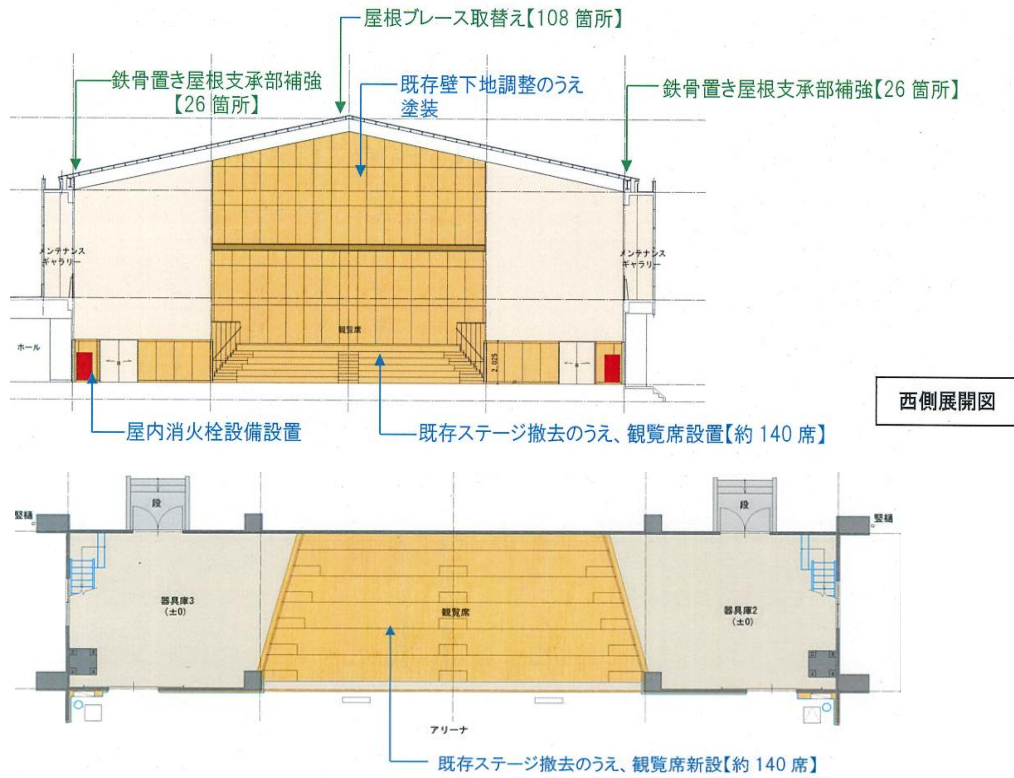 屋根ブレース取替え【108 箇所】
鉄骨置き屋根支承部補強
【26 箇所】
既存壁下地調整のうえ
塗装
鉄骨置き屋根支承部補強【26 箇所】
メンテナンス
ギャラリー
メンテナンス
ギャラリー
観覧席
ホール
2,025
西側展開図
屋内消火栓設備設置
既存ステージ撤去のうえ、観覧席設置【約 140 席】
段
段
竪樋
竪樋
器具庫3
(±0)
観覧席
器具庫2
(±0)
アリーナ
既存ステージ撤去のうえ、観覧席新設【約 140 席】